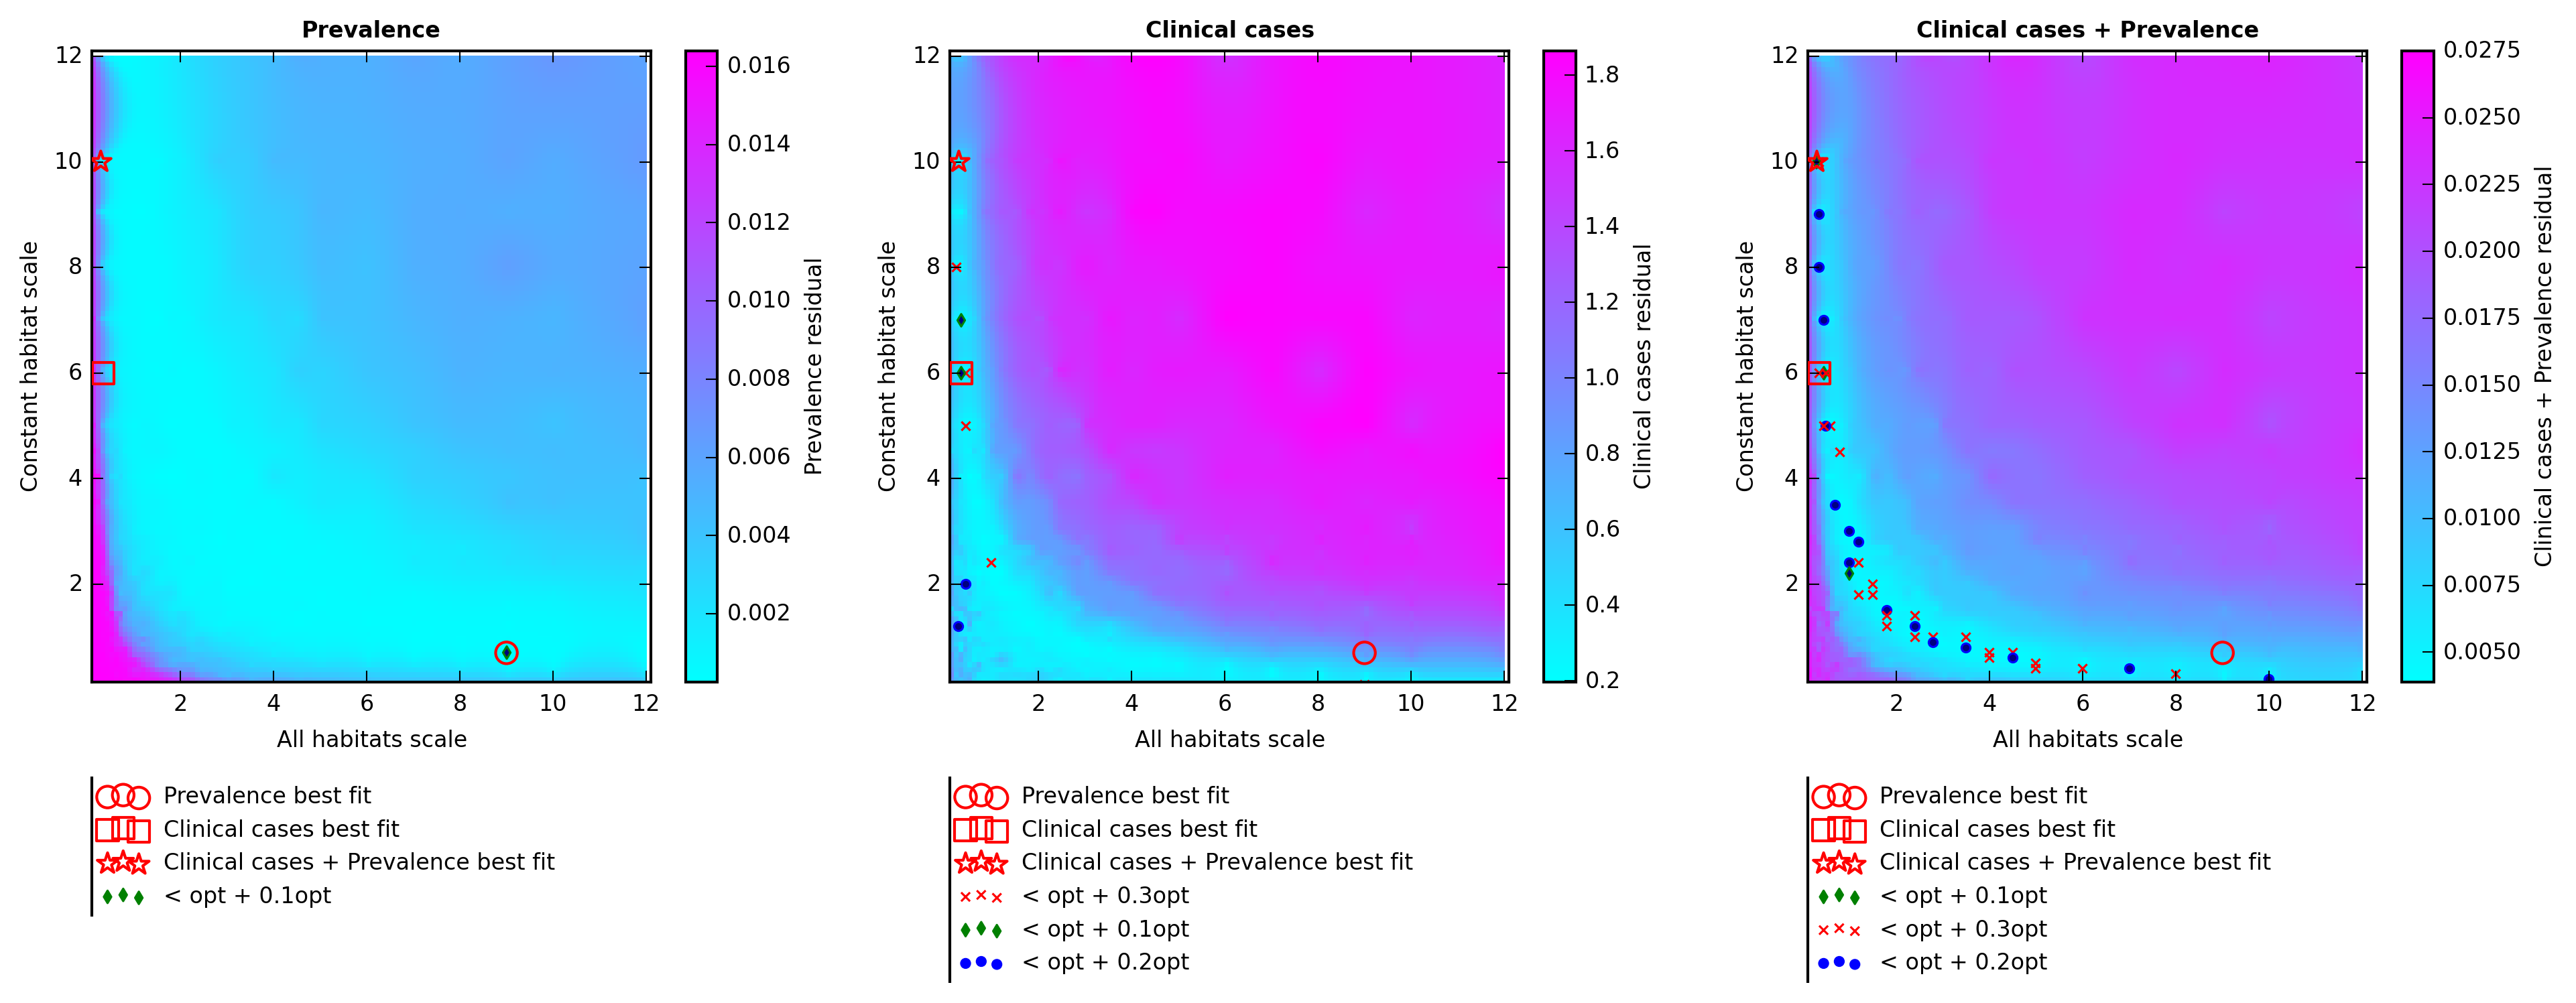 Prevalence
12
10
8
6
4
2
2 4 6 8 10 12
Constant habitat scale
All habitats scale
0.016
0.014
0.012
0.010
0.008
0.006
0.004
0.002
Prevalence residual
Prevalence best fit
Clinical cases best fit
Clinical cases + Prevalence best fit
< opt + 0.1opt
Clinical cases
12
10
8
6
4
2
2 4 6 8 10 12
Constant habitat scale
All habitats scale
1.8
1.6
1.4
1.2
1.0
0.8
0.6
0.4
0.2
Clinical cases residual
Prevalence best fit
Clinical cases best fit
Clinical cases + Prevalence best fit
< opt + 0.3opt
< opt + 0.1opt
< opt + 0.2opt
Clinical cases + Prevalence
12
10
8
6
4
2
2 4 6 8 10 12
Constant habitat scale
All habitats scale
0.0275
0.0250
0.0225
0.0200
0.0175
0.0150
0.0125
0.0100
0.0075
0.0050
Clinical cases + Prevalence residual
Prevalence best fit
Clinical cases best fit
Clinical cases + Prevalence best fit
< opt + 0.1opt
< opt + 0.3opt
< opt + 0.2opt